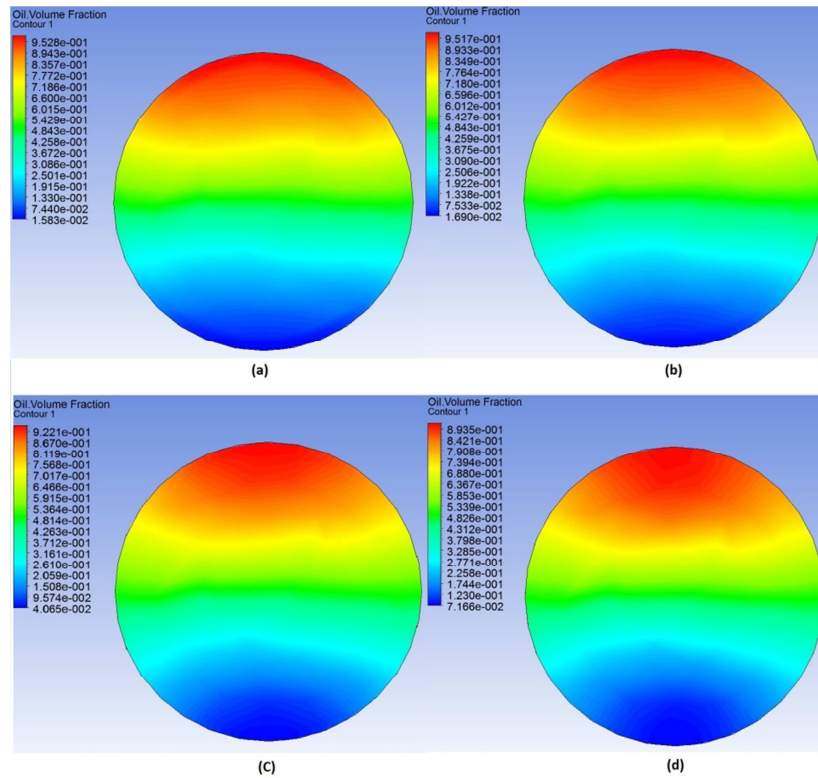 Oil.Volume Fraction
Contour 1
9.528e-001
8.943e-001
8.357e-001
7.772e-001
7.186e-001
6.600e-001
6.015e-001
5.429e-001
4.843e-001
4.258e-001
3.672e-001
3.086e-001
2.501e-001
1.915e-001
1.330e-001
7.440e-002
1.583e-002
(a)
Oil.Volume Fraction
Contour 1
9.517e-001
8.933e-001
8.349e-001
7.764e-001
7.180e-001
6.596e-001
6.012e-001
5.427e-001
4.843e-001
4.259e-001
3.675e-001
3.090e-001
2.506e-001
1.922e-001
1.338e-001
7.533e-002
1.690e-002
(b)
Oil.Volume Fraction
Contour 1
9.221e-001
8.670e-001
8.119e-001
7.568e-001
7.017e-001
6.466e-001
5.915e-001
5.364e-001
4.814e-001
4.263e-001
3.712e-001
3.161e-001
2.610e-001
2.059e-001
1.508e-001
9.574e-002
4.065e-002
(C)
Oil.Volume Fraction
Contour 1
8.935e-001
8.421e-001
7.908e-001
7.394e-001
6.880e-001
6.367e-001
5.853e-001
5.339e-001
4.826e-001
4.312e-001
3.798e-001
3.285e-001
2.771e-001
2.258e-001
1.744e-001
1.230e-001
7.166e-002
(d)